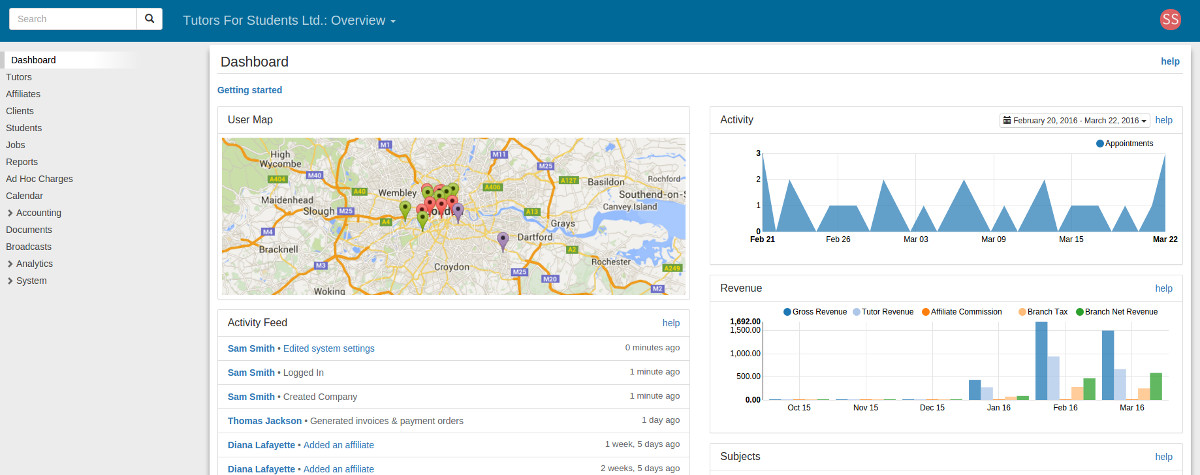 Search
Tutors For Students Ltd.: Overview
SS
Dashboard
Tutors
Affiliates
Clients
Students
Jobs
Reports
Ad Hoc Charges
Calendar
Accounting
Documents
Broadcasts
Analytics
System
Dashboard
help
Getting started
User Map
High
Wycombe
A404
M40
M1
A40
Wembley
M11
M25
A406
A127
Basildon
Rochford
Southend-on-S
Canvey Island
Maidenhead
Slough
M25
A4
A13
Grays
M4
Dartford
A2
Bracknell
M3
Croydon
Rochester
A249
M25
M20
Woking
M2
Activity Feed
help
Sam Smith • Edited system settings
0 minutes ago
Sam Smith • Logged In
1 minute ago
Sam Smith • Created Company
1 minute ago
Thomas Jackson • Generated invoices & payment orders
1 day ago
Diana Lafayette • Added an affiliate
1 week, 5 days ago
Diana Lafayette • Added an affiliate
2 weeks, 5 days ago
Activity
February 20, 2016 - March 22, 2016
help
Appointments
3
2
1
0
Feb 21
Feb 26
Mar 03
Mar 09
Mar 15
Mar 22
Revenue
help
Gross Revenue
Tutor Revenue
Affiliate Commission
Branch Tax
Branch Net Revenue
1,692.00
1,500.00
1,000.00
500.00
0.00
Oct 15
Nov 15
Dec 15
Jan 16
Feb 16
Mar 16
Subjects
help